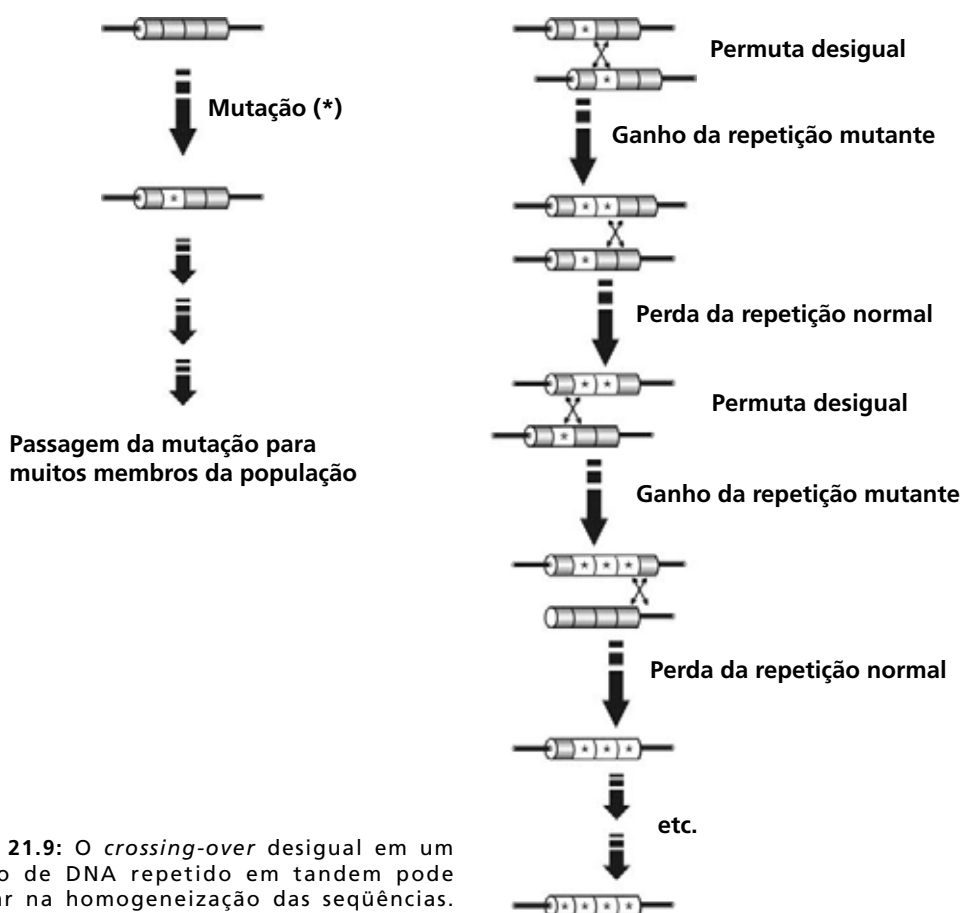 Mutação (*)
*
Passagem da mutação para
muitos membros da população
*
Permuta desigual
*
Ganho da repetição mutante
* *
*
Perda da repetição normal
* *
Permuta desigual
*
Ganho da repetição mutante
* * *
Perda da repetição normal
* * *
etc.
* * * *
21.9: O crossing-over desigual em um
de DNA repetido em tandem pode
na homogeneização das seqüências.